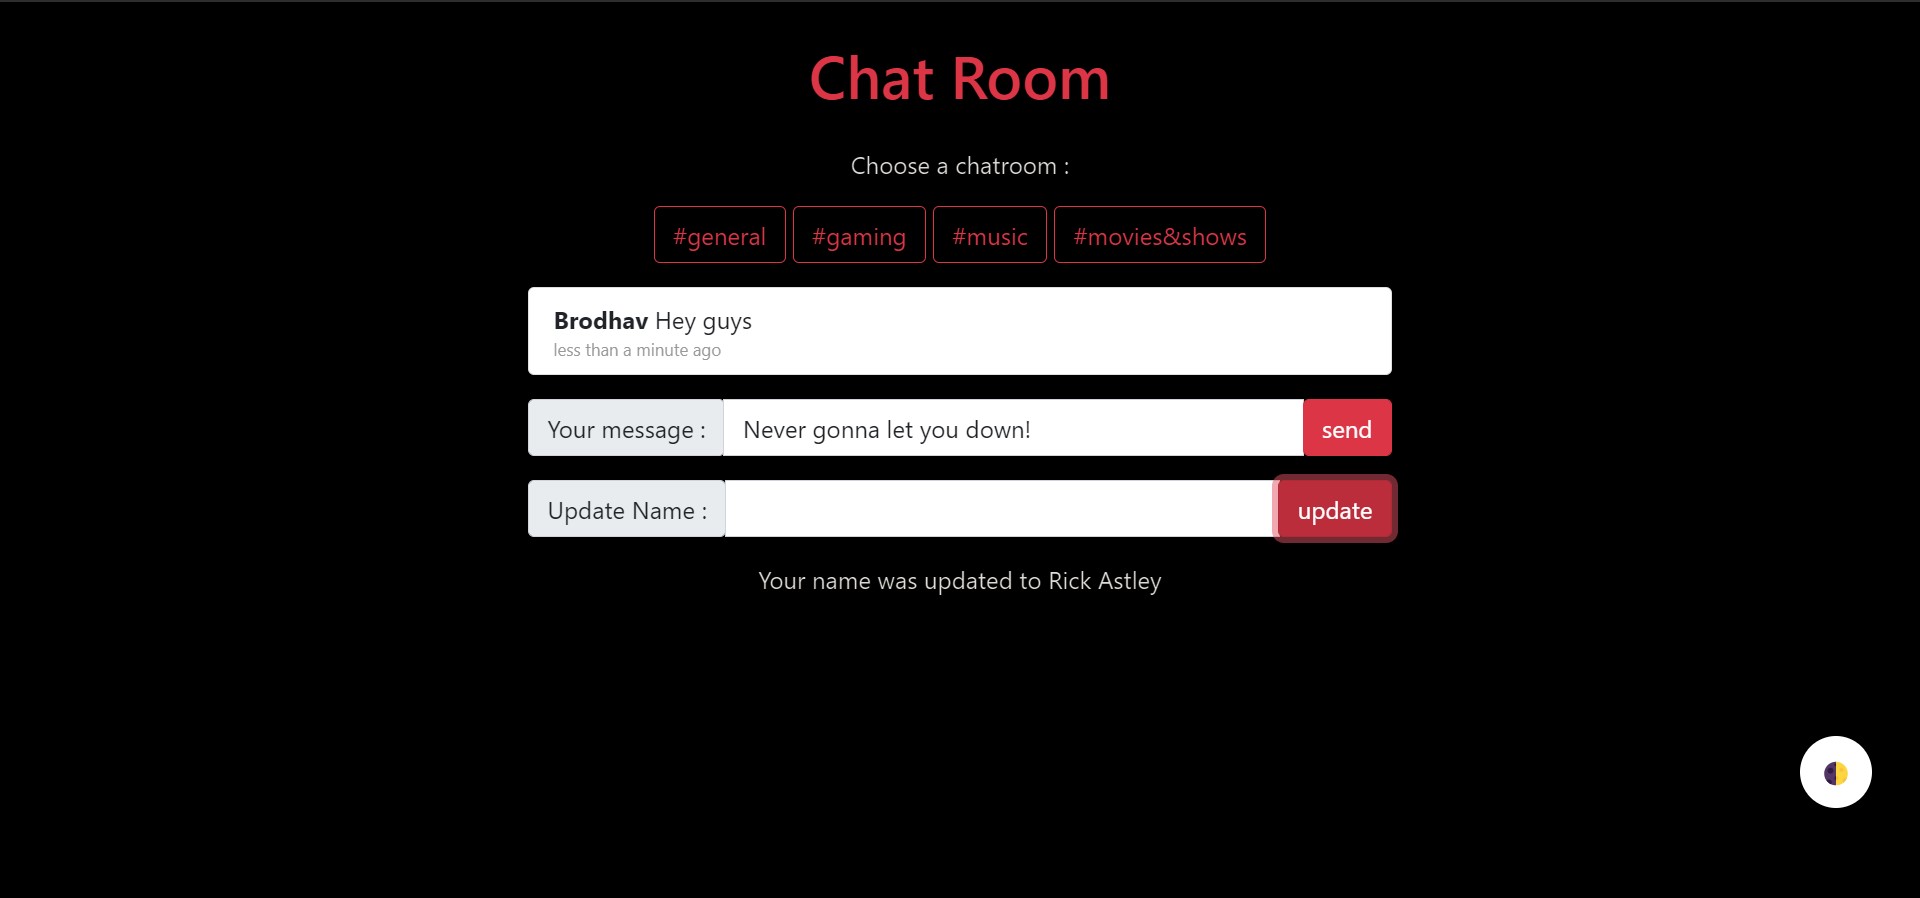 Chat Room
Choose a chatroom :
#general #gaming #music #movies&shows
Brodhav Hey guys
less than a minute ago
Your message : Never gonna let you down! send
Update Name : update
Your name was updated to Rick Astley